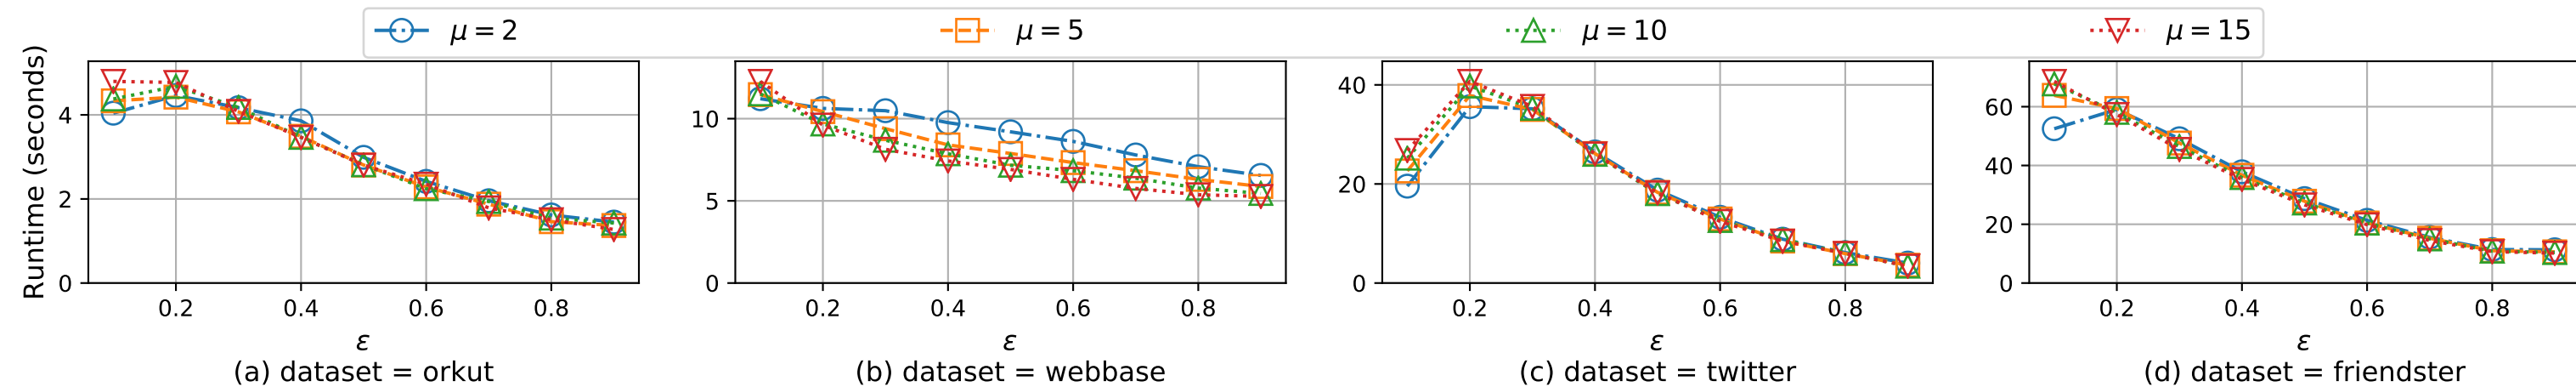 μ = 2 μ = 5 μ = 10 μ = 15
Runtime (seconds)
4
2
0
0.2 0.4 0.6 0.8
ε
(a) dataset = orkut
10
5
0
0.2 0.4 0.6 0.8
ε
(b) dataset = webbase
40
20
0
0.2 0.4 0.6 0.8
ε
(c) dataset = twitter
60
40
20
0
0.2 0.4 0.6 0.8
ε
(d) dataset = friendster